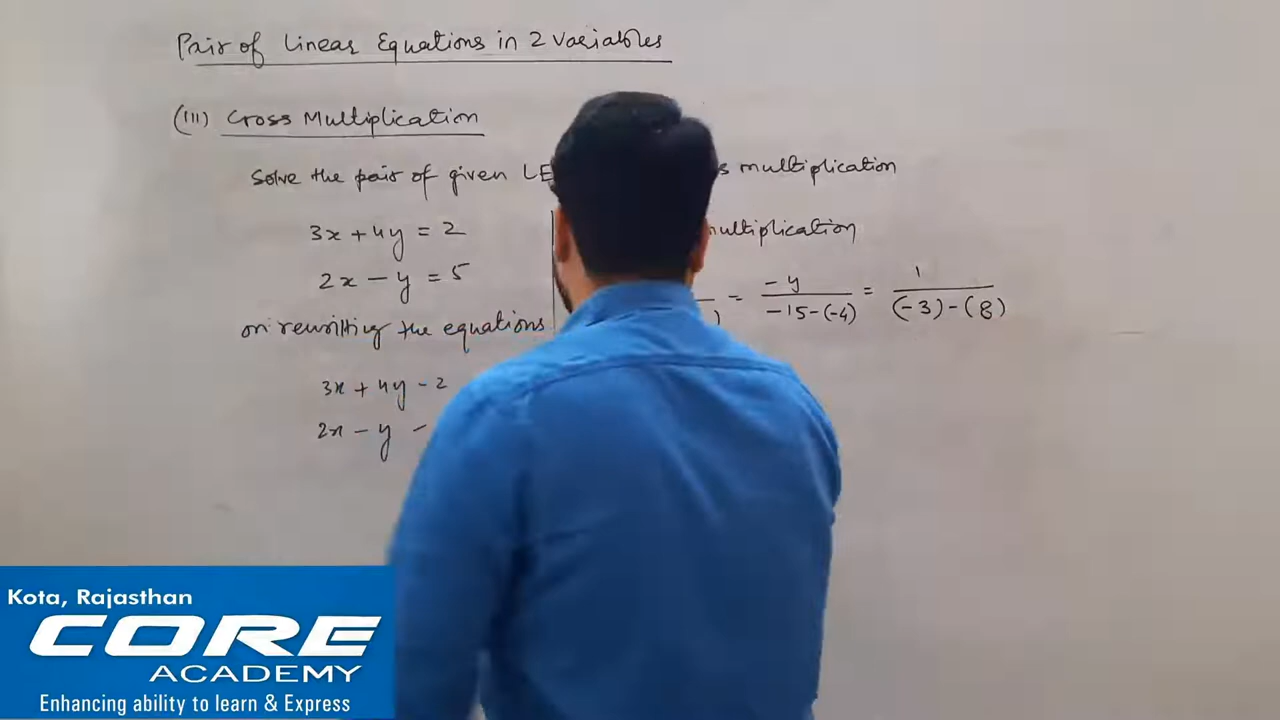 Pair of Linear Equations in 2 Variables
(III) Cross Multiplication
Solve the pair of given LE multiplication
3x + 4y = 2
2x - y = 5
on rewritting the equations
3x + 4y - 2
2x - y -
multiplication
= -y / -15-(-4) = 1 / (-3)-(8)
Kota, Rajasthan
CORE
ACADEMY
Enhancing ability to learn & Express